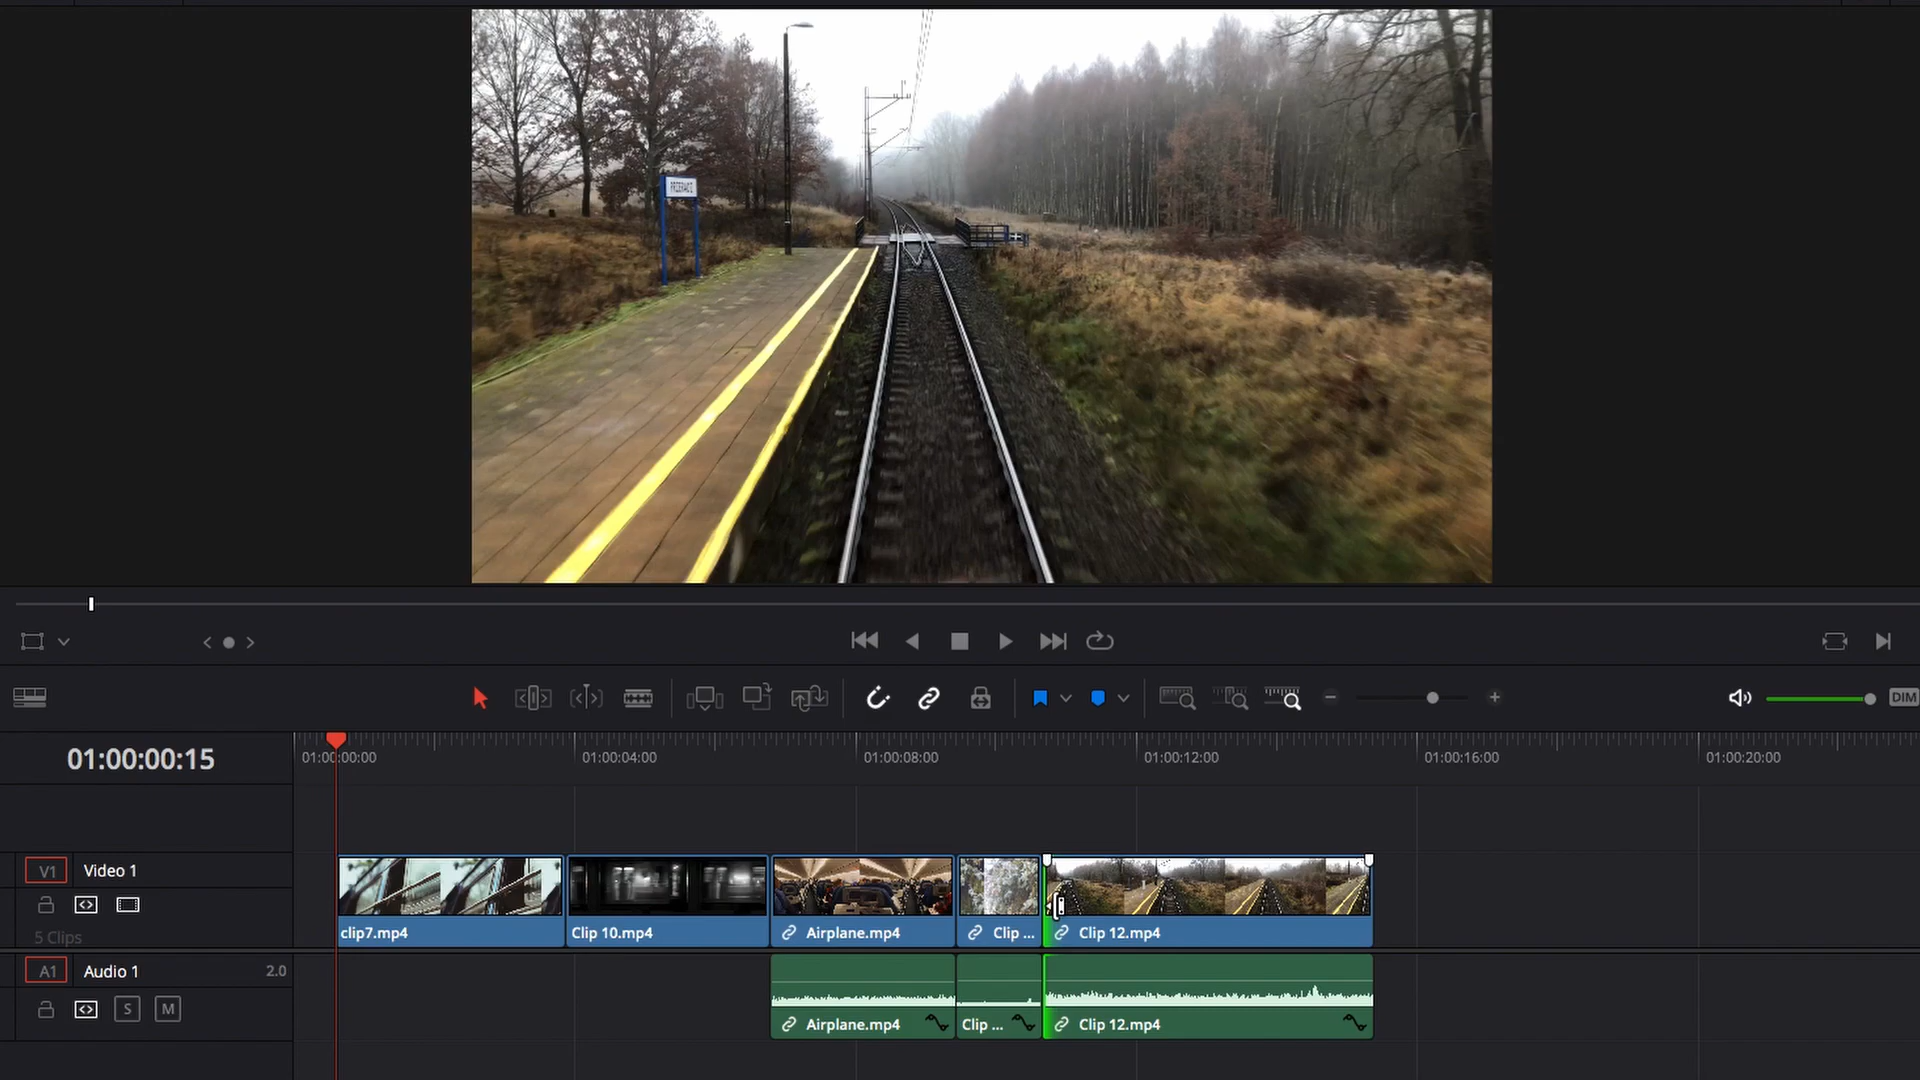 DIM
01:00:00:15
01:00:00:00
01:00:04:00
01:00:08:00
01:00:12:00
01:00:16:00
01:00:20:00
V1
Video 1
5 Clips
clip7.mp4
Clip 10.mp4
Airplane.mp4
Clip ...
Clip 12.mp4
A1
Audio 1
2.0
S
M
Airplane.mp4
Clip ...
Clip 12.mp4